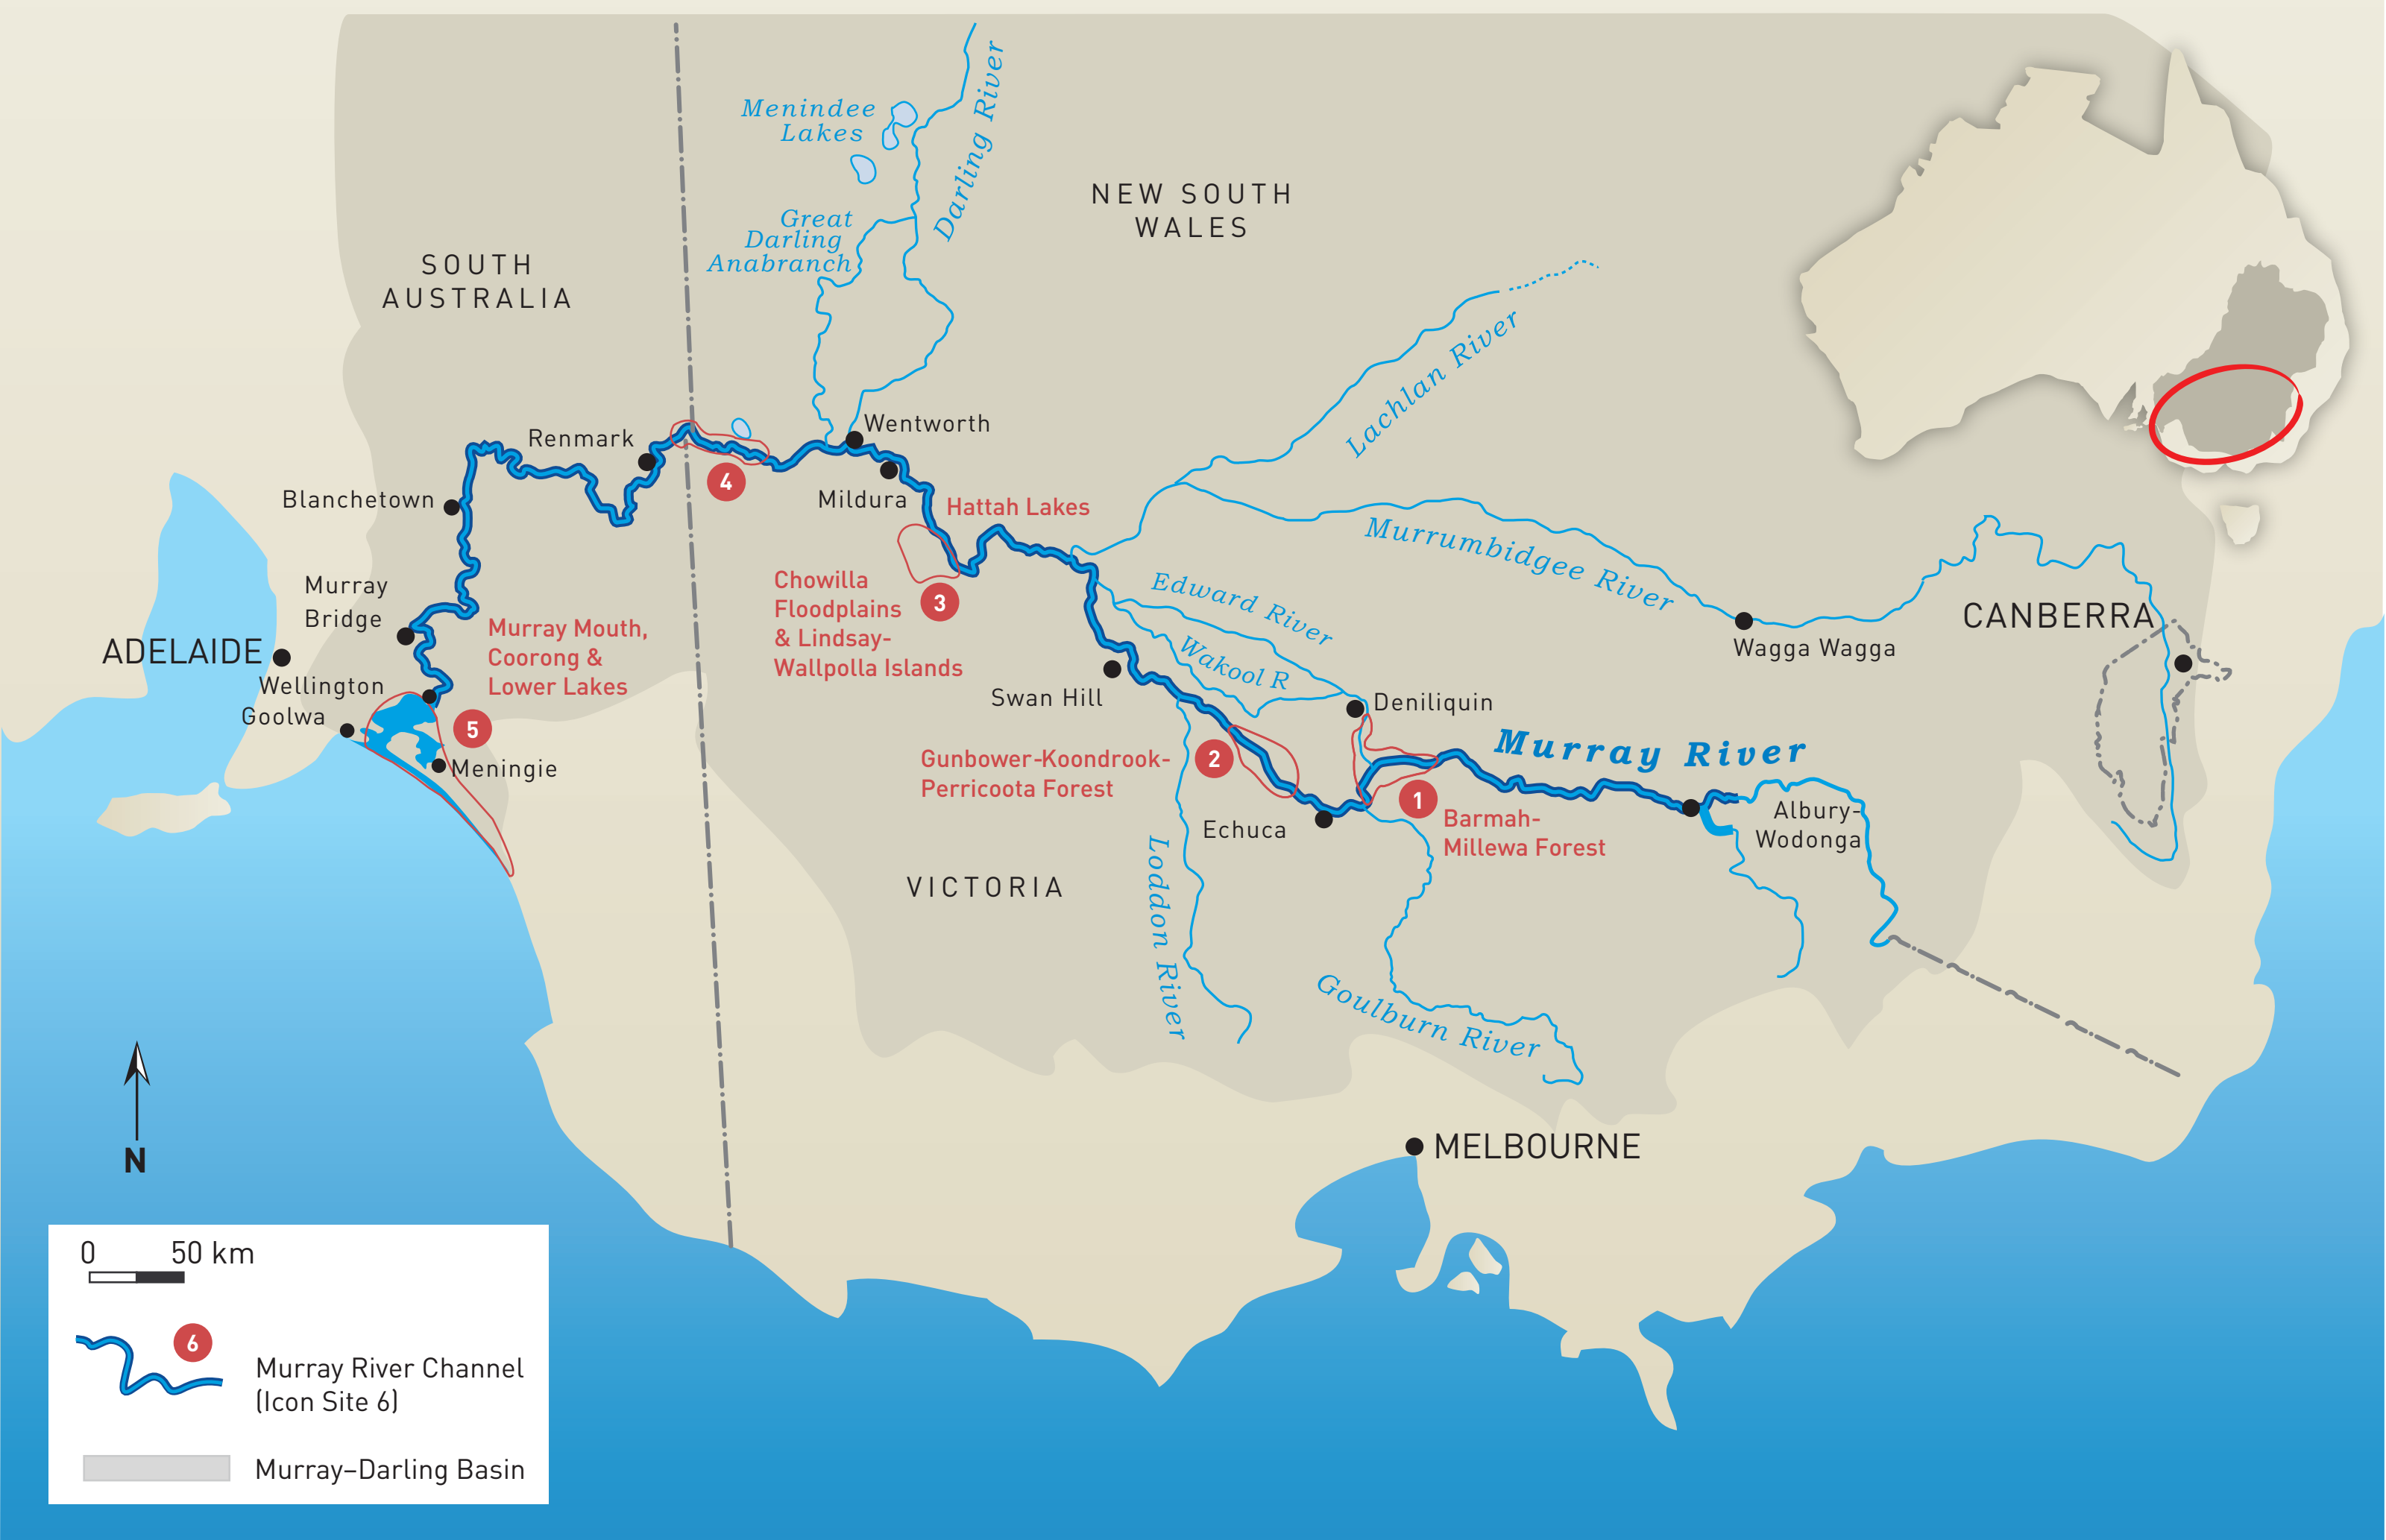 Menindee
Lakes
Darling River
Great
Darling
Anabranch
NEW SOUTH
WALES
SOUTH
AUSTRALIA
Lachlan River
Wentworth
Renmark
4
Mildura
Blanchetown
Hattah Lakes
Murrumbidgee River
Murray
Bridge
Chowilla
Floodplains
& Lindsay-
Wallpolla Islands
3
Edward River
CANBERRA
ADELAIDE
Murray Mouth,
Coorong &
Lower Lakes
Wakool R
Wagga Wagga
Wellington
Goolwa
5
Meningie
Swan Hill
Deniliquin
Murray River
Gunbower-Koondrook-
Perricoota Forest
2
1
Echuca
Barmah-
Millewa Forest
Albury-
Wodonga
VICTORIA
Loddon River
Goulburn River
N
MELBOURNE
0 50 km
6
Murray River Channel
(Icon Site 6)
Murray–Darling Basin